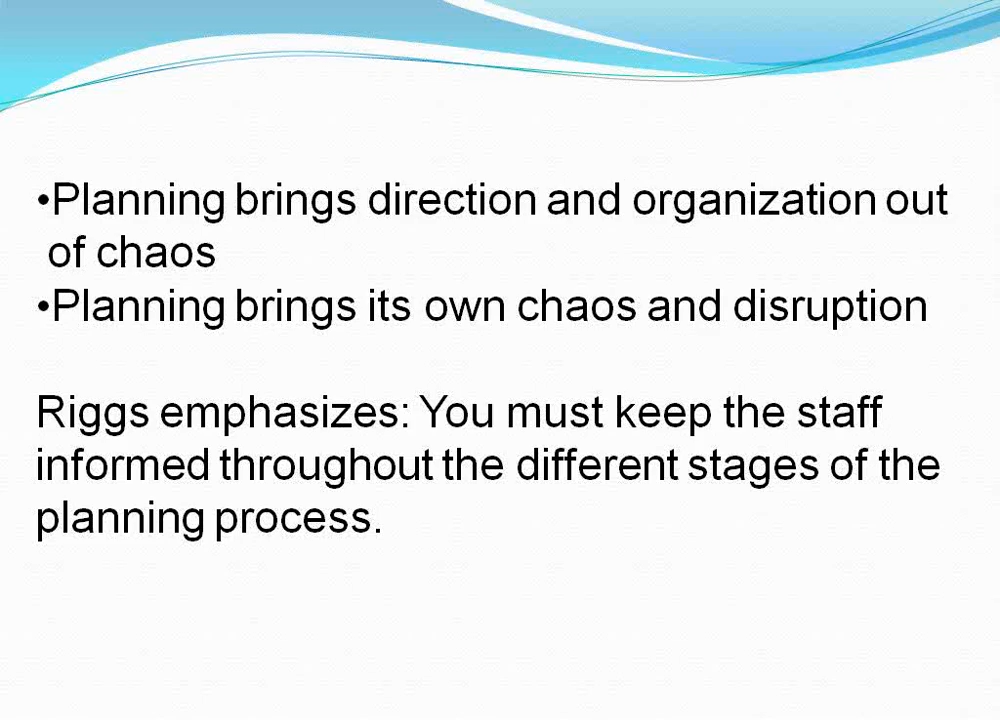 •Planning brings direction and organization out
of chaos
•Planning brings its own chaos and disruption
Riggs emphasizes: You must keep the staff
informed throughout the different stages of the
planning process.